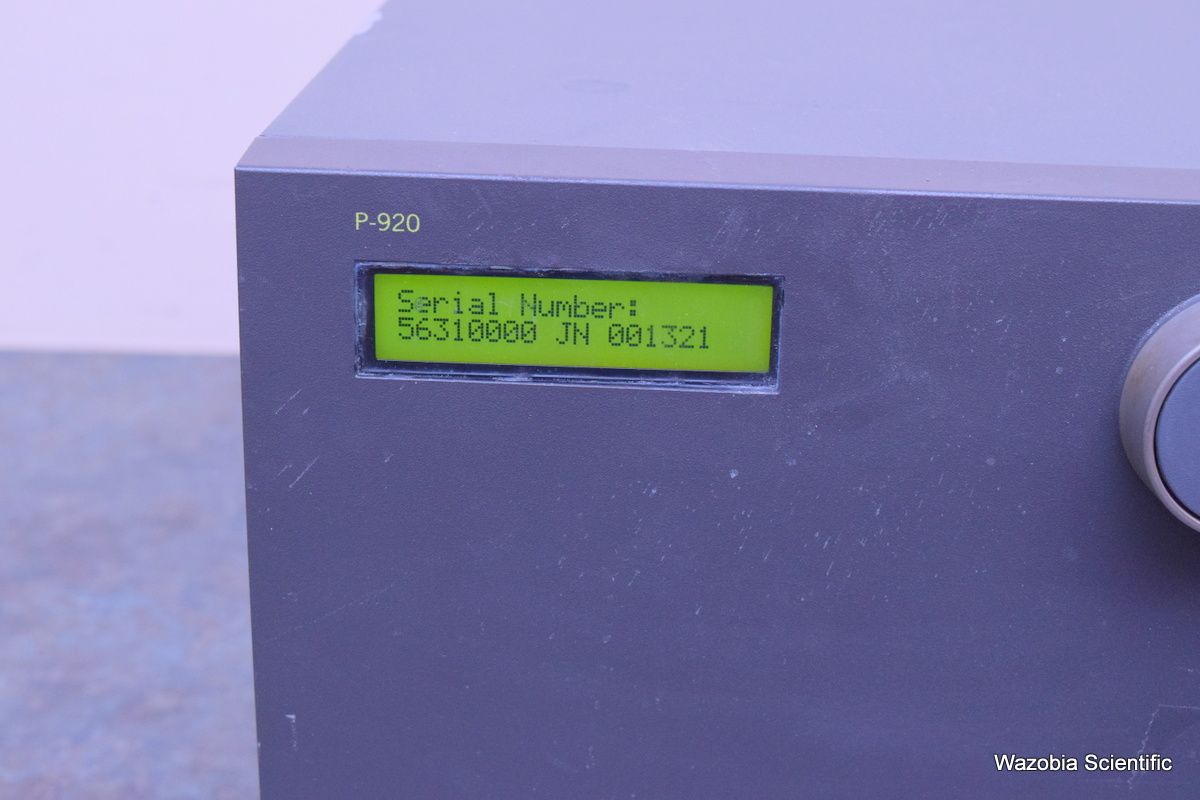 P-920
Serial Number:
56310000 JN 001321
Wazobia Scientific